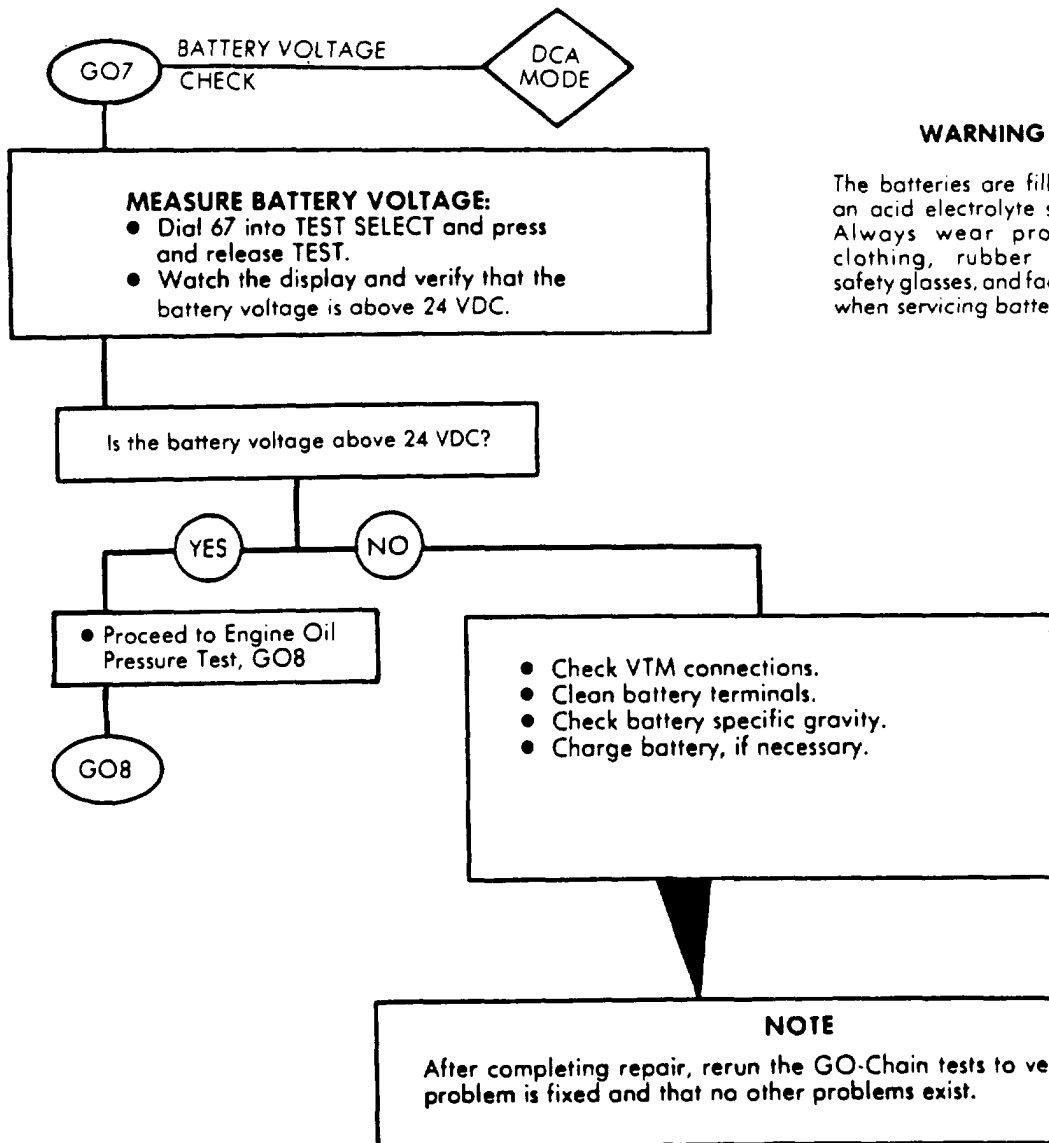 GO7
BATTERY VOLTAGE
CHECK
DCA
MODE
WARNING
The batteries are
an acid electrolyte
Always wear
clothing, rubber
safety glasses, and
when servicing
MEASURE BATTERY VOLTAGE:
● Dial 67 into TEST SELECT and press
and release TEST.
● Watch the display and verify that the
battery voltage is above 24 VDC.
Is the battery voltage above 24 VDC?
YES
NO
● Proceed to Engine Oil
Pressure Test, GO8
GO8
● Check VTM connections.
● Clean battery terminals.
● Check battery specific gravity.
● Charge battery, if necessary.
NOTE
After completing repair, rerun the GO-Chain tests to
problem is fixed and that no other problems exist.